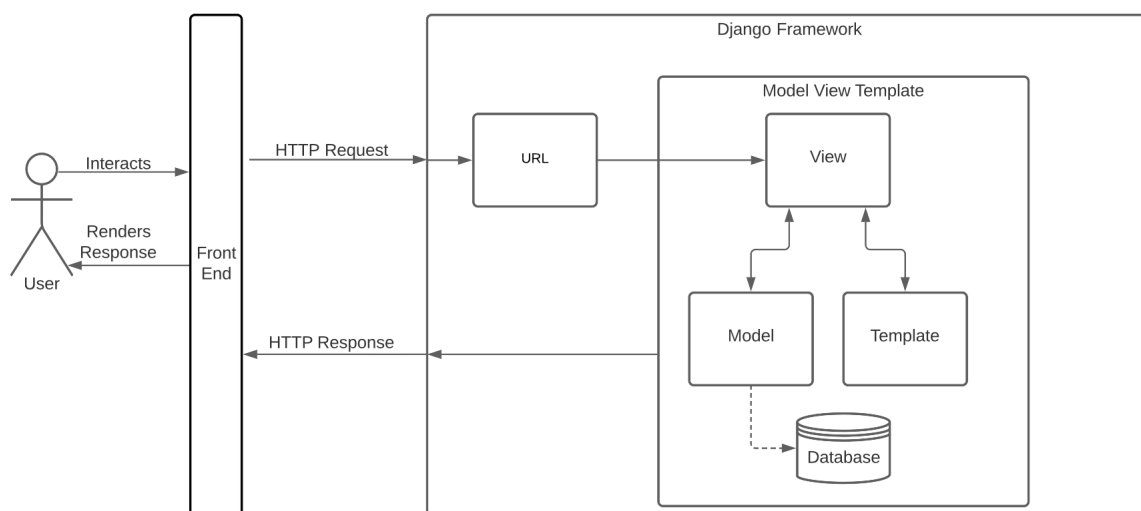 Django Framework
Model View Template
HTTP Request
URL
View
Interacts
Renders
Response
User
Front
End
HTTP Response
Model
Template
Database